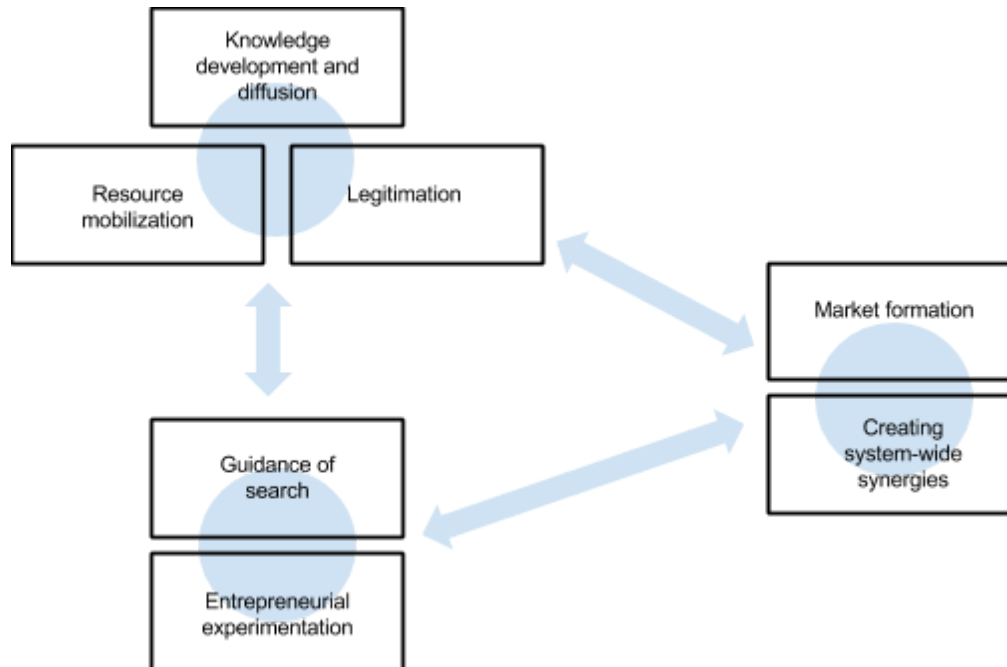 Knowledge
development and
diffusion
Resource
mobilization
Legitimation
Market formation
Creating
system-wide
synergies
Guidance of
search
Entrepreneurial
experimentation